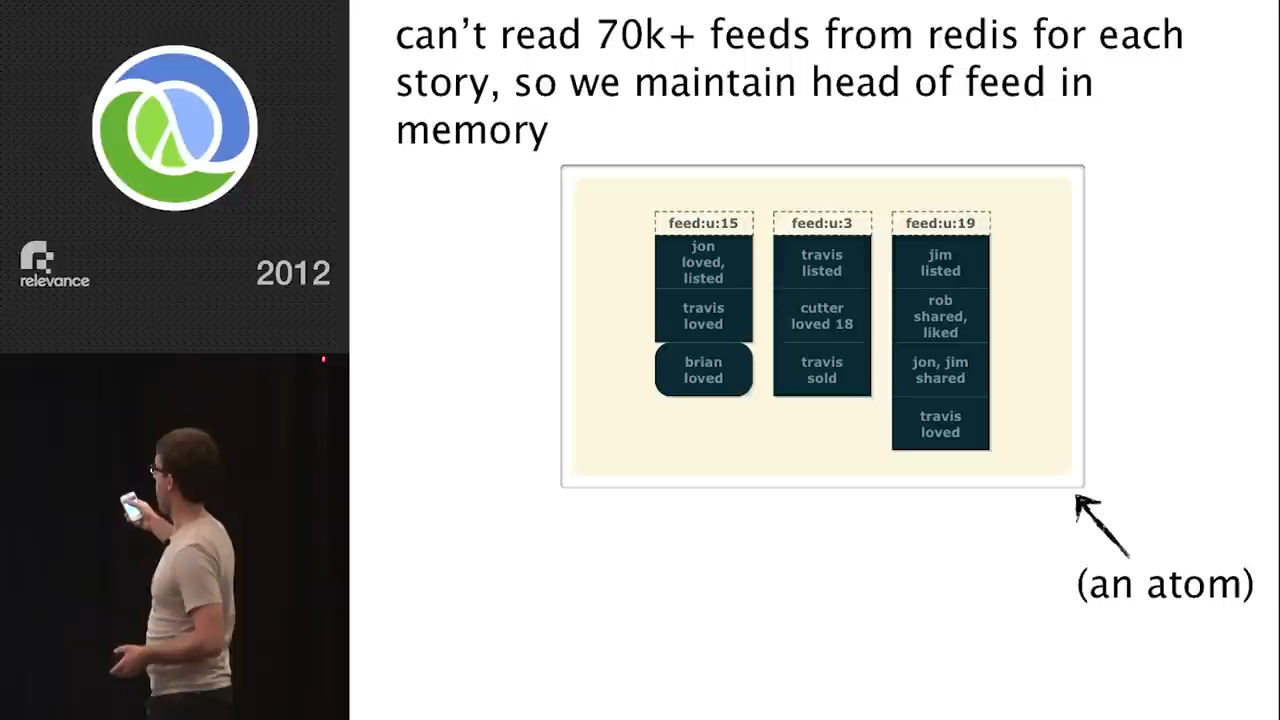 can't read 70k+ feeds from redis for each
story, so we maintain head of feed in
memory
feed:u:15
jon
loved,
listed
travis
loved
brian
loved
feed:u:3
travis
listed
cutter
loved 18
travis
sold
feed:u:19
jim
listed
rob
shared,
liked
jon, jim
shared
travis
loved
(an atom)
relevance
2012